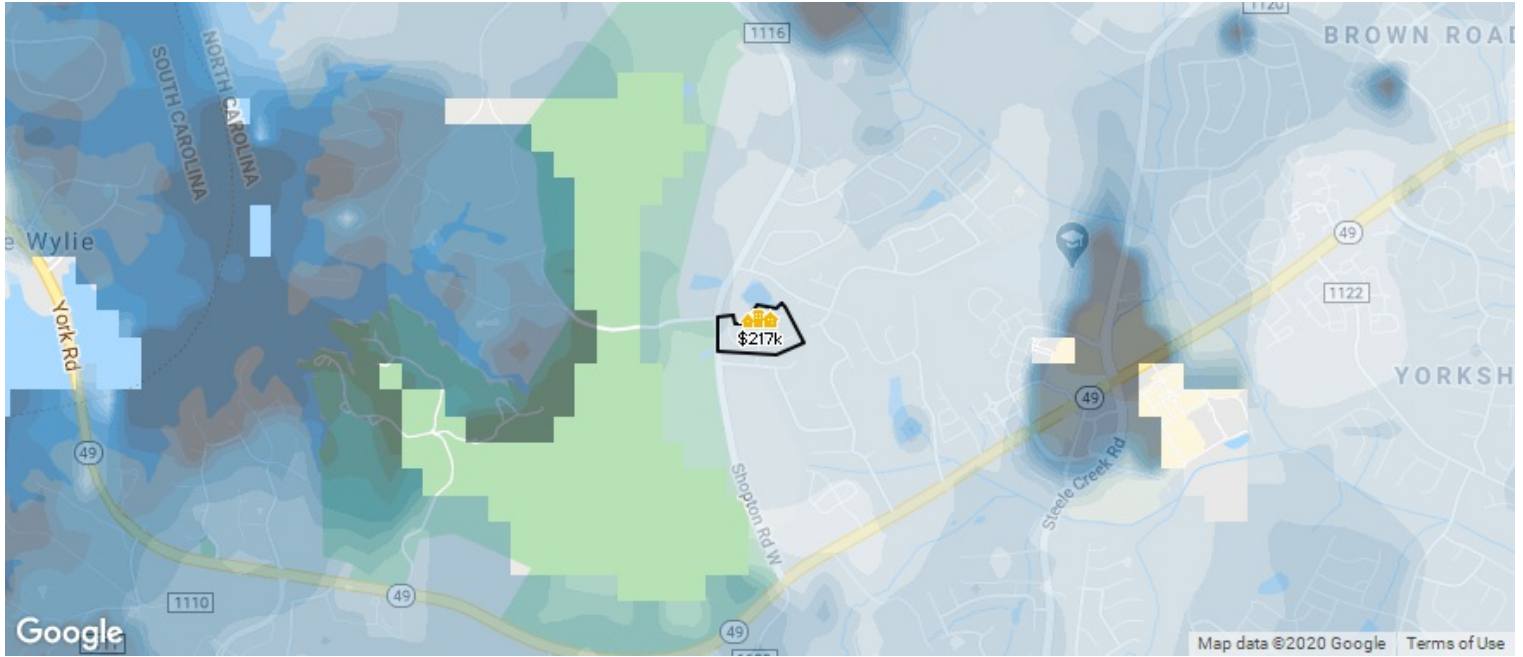 1120
1116
BROWN ROAD
NORTH CAROLINA
SOUTH CAROLINA
e Wylie
49
1122
York Rd
$217k
YORKSH
49
49
Shopton Rd W
Steele Creek Rd
1110
49
49
Google
Map data ©2020 Google
Terms of Use